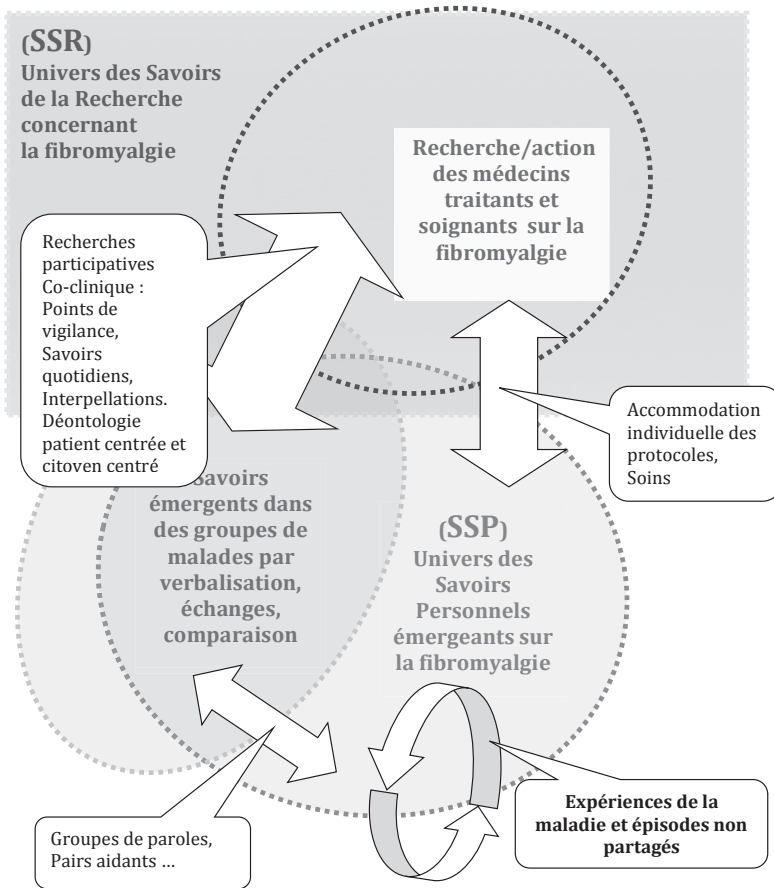 (SSR)
Univers des Savoirs
de la Recherche
concernant
la fibromyalgie
Recherche/action
des médecins
traitants et
soignants sur la
fibromyalgie
Recherches
participatives
Co-clinique :
Points de
vigilance,
Savoirs
quotidiens,
Interpellations.
Déontologie
patient centrée et
citoyen centré
Accommodation
individuelle des
protocoles,
Soins
Savoirs
émergents dans
des groupes de
malades par
verbalisation,
échanges,
comparaison
(SSP)
Univers des
Savoirs
Personnels
émergeants sur
la fibromyalgie
Groupes de paroles,
Pairs aidants ...
Expériences de la
maladie et épisodes non
partagés